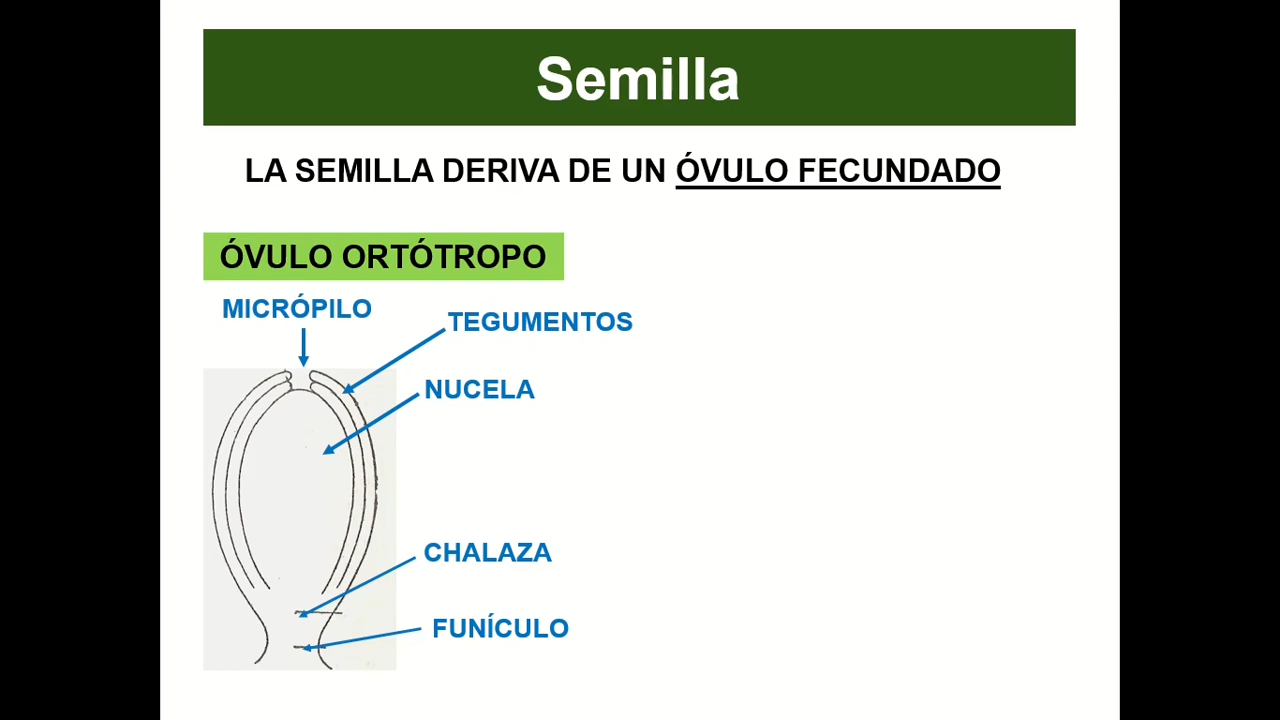 Semilla
LA SEMILLA DERIVA DE UN ÓVULO FECUNDADO
ÓVULO ORTÓTROPO
MICRÓPILO
TEGUMENTOS
NUCELA
CHALAZA
FUNÍCULO